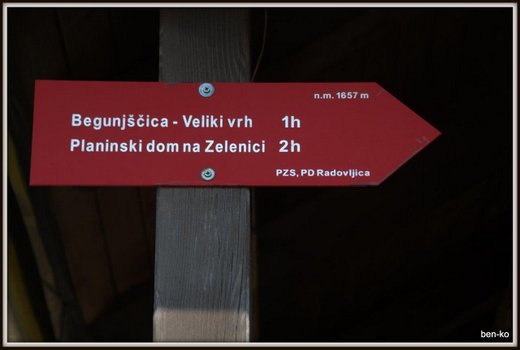 n.m. 1657 m
Begunjščica - Veliki vrh 1h
Planinski dom na Zelenici 2h
PZS, PD Radovljica
ben-ko